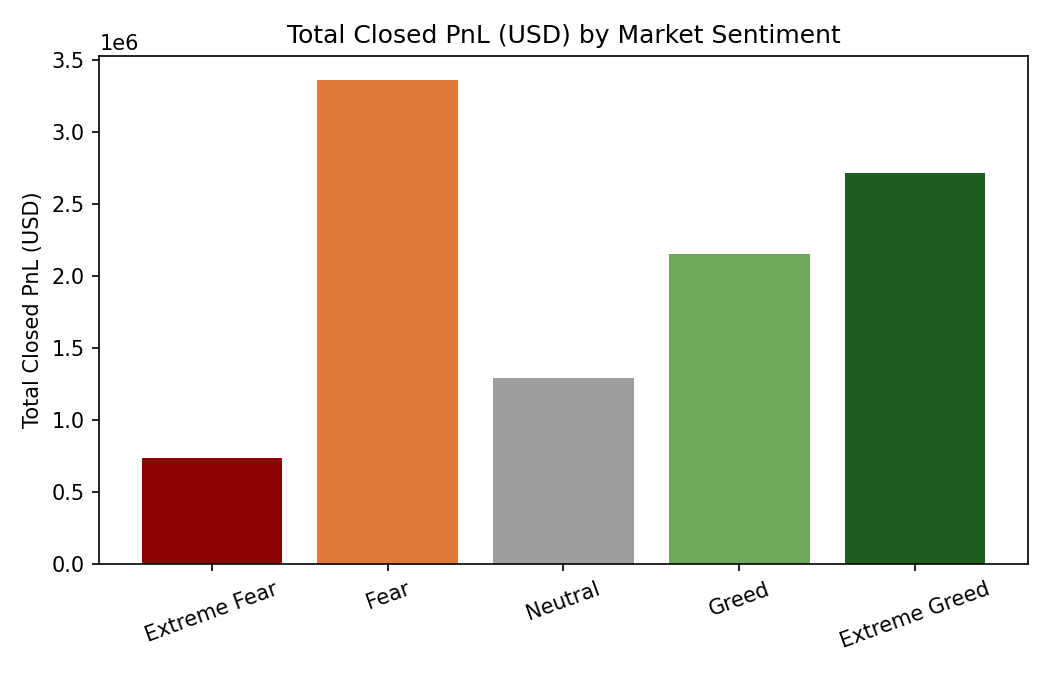 Total Closed PnL (USD) by Market Sentiment
1e6
3.5
3.0
2.5
2.0
1.5
1.0
0.5
0.0
Total Closed PnL (USD)
Extreme Fear
Fear
Neutral
Greed
Extreme Greed